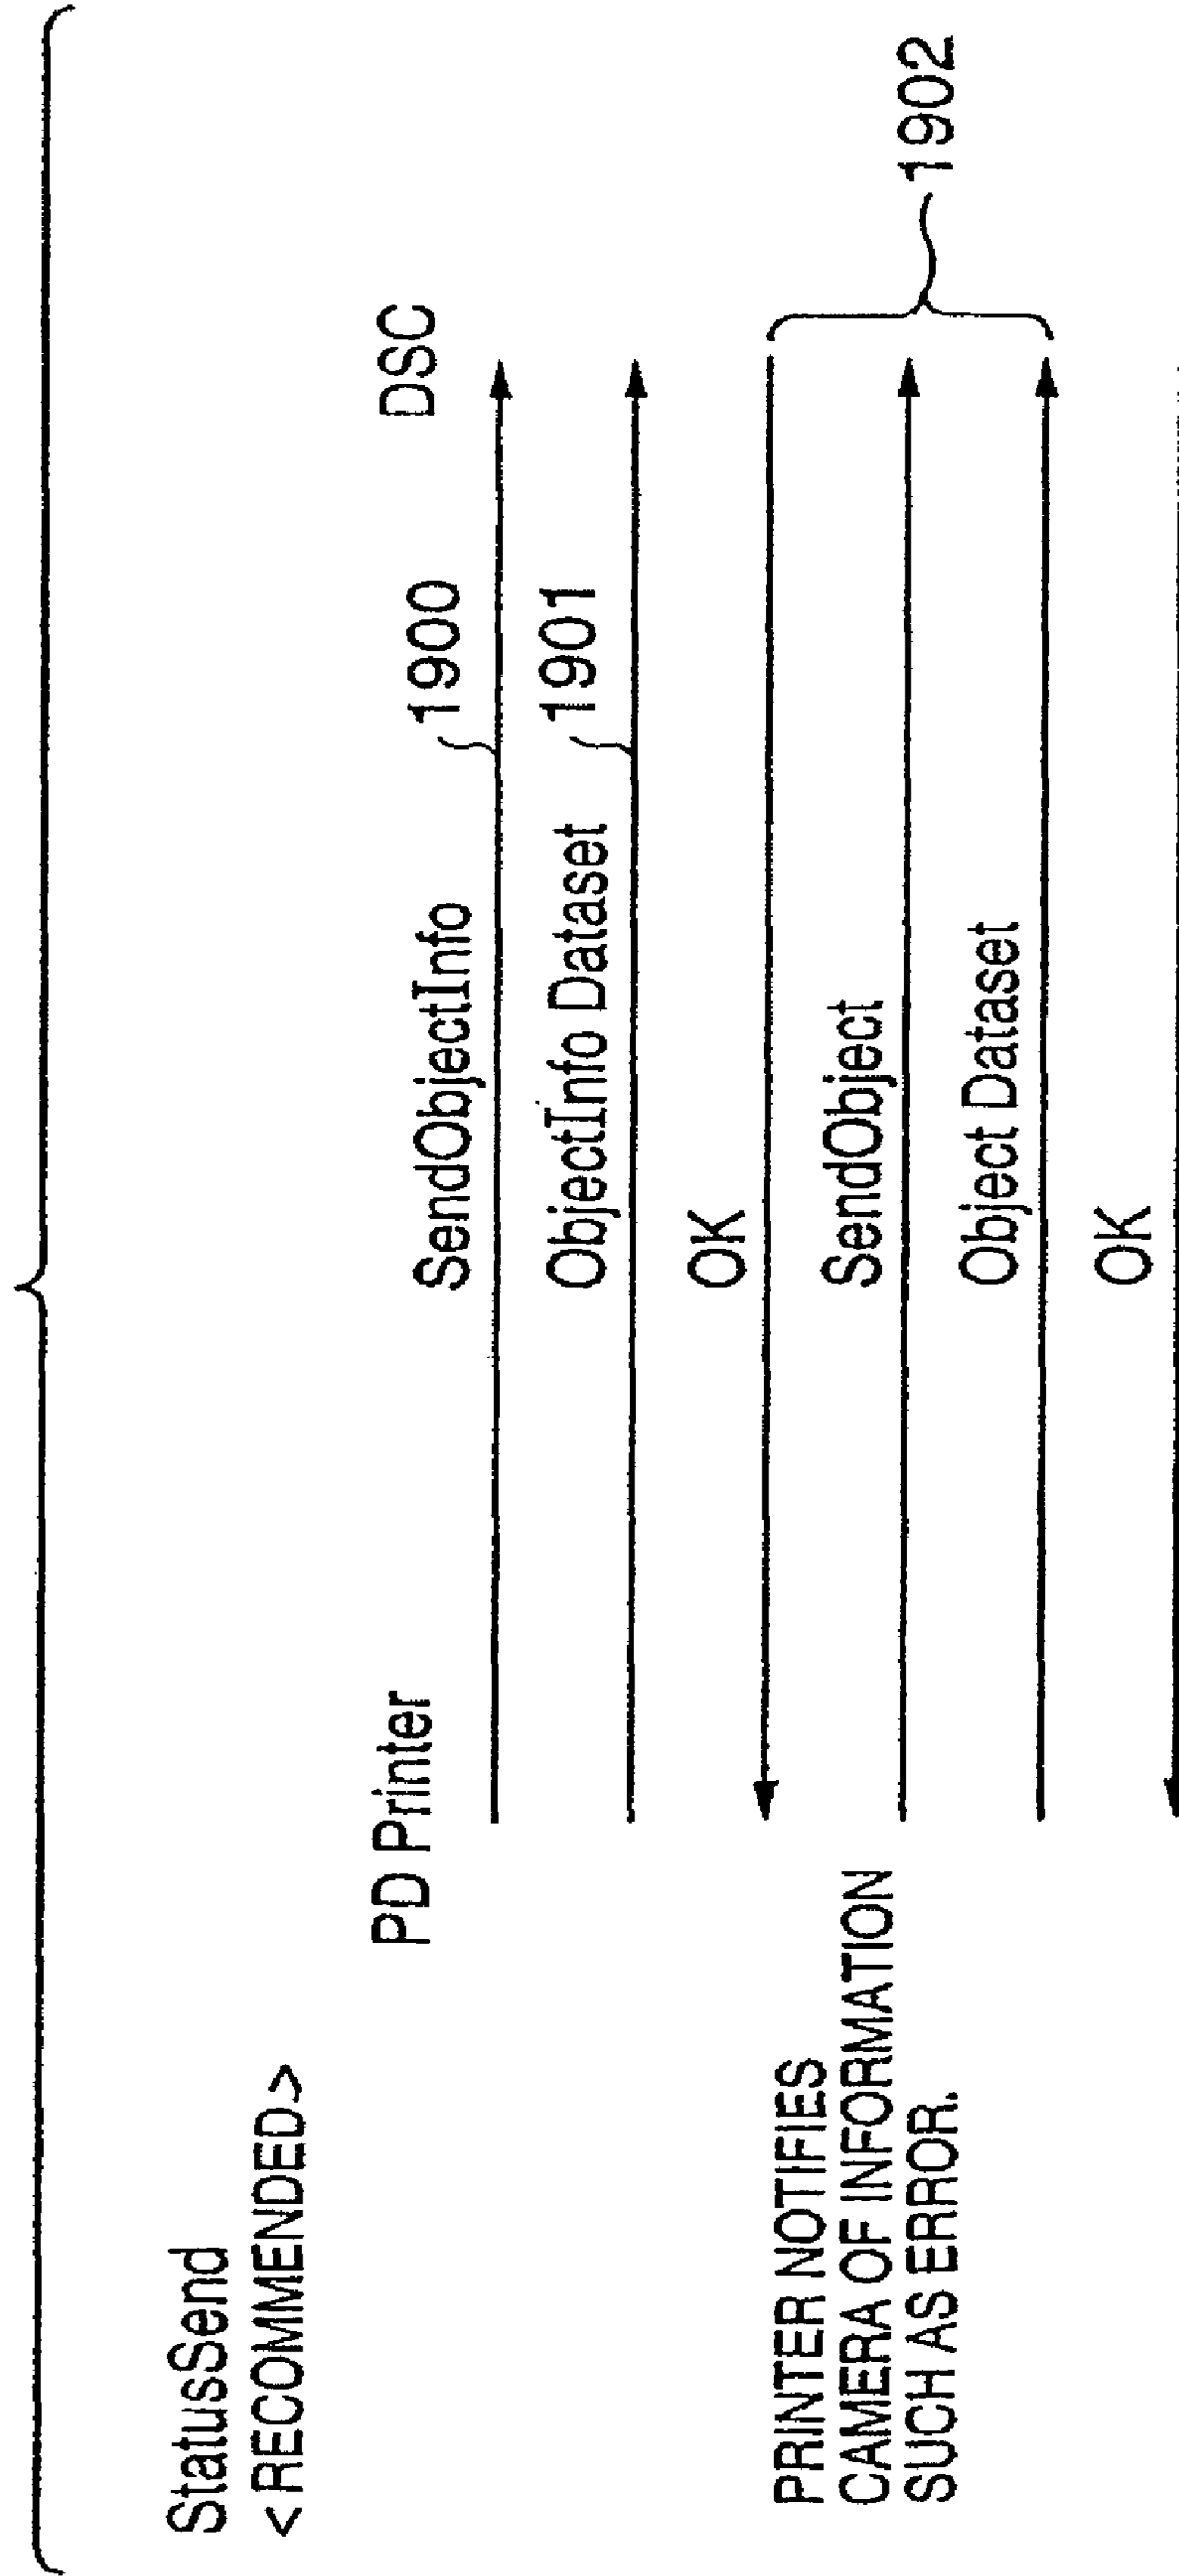 StatusSend
<RECOMMENDED>
PD Printer
DSC
SendObjectInfo
1900
ObjectInfo Dataset
1901
OK
PRINTER NOTIFIES
CAMERA OF INFORMATION
SUCH AS ERROR.
SendObject
1902
Object Dataset
OK